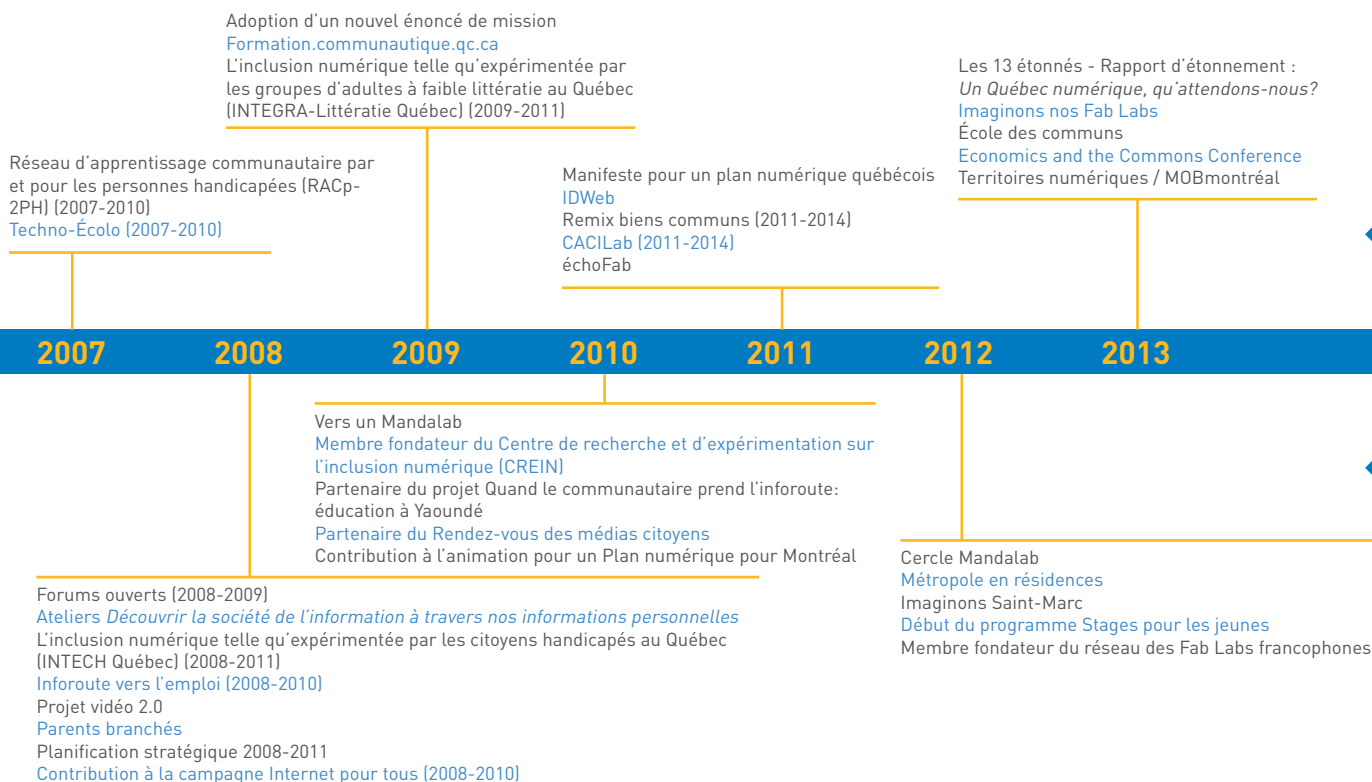 Adoption d'un nouvel énoncé de mission
Formation.communautique.qc.ca
L'inclusion numérique telle qu'expérimentée par
les groupes d'adultes à faible littératie au Québec
(INTEGRA-Littératie Québec) (2009-2011)
Les 13 étonnés - Rapport d'étonnement :
Un Québec numérique, qu'attendons-nous?
Imaginons nos Fab Labs
École des communs
Economics and the Commons Conference
Territoires numériques / MOBmontréal
Réseau d'apprentissage communautaire par
et pour les personnes handicapées (RACp-
2PH) (2007-2010)
Techno-Écolo (2007-2010)
Manifeste pour un plan numérique québécois
IDWeb
Remix biens communs (2011-2014)
CACILab (2011-2014)
échoFab
2007 2008 2009 2010 2011 2012 2013
Vers un Mandalab
Membre fondateur du Centre de recherche et d'expérimentation sur
l'inclusion numérique (CREIN)
Partenaire du projet Quand le communautaire prend l'inforoute:
éducation à Yaoundé
Partenaire du Rendez-vous des médias citoyens
Contribution à l'animation pour un Plan numérique pour Montréal
Cercle Mandalab
Métropole en résidences
Imaginons Saint-Marc
Début du programme Stages pour les jeunes
Membre fondateur du réseau des Fab Labs francophones
Forums ouverts (2008-2009)
Ateliers Découvrir la société de l'information à travers nos informations personnelles
L'inclusion numérique telle qu'expérimentée par les citoyens handicapés au Québec
(INTECH Québec) (2008-2011)
Inforoute vers l'emploi (2008-2010)
Projet vidéo 2.0
Parents branchés
Planification stratégique 2008-2011
Contribution à la campagne Internet pour tous (2008-2010)